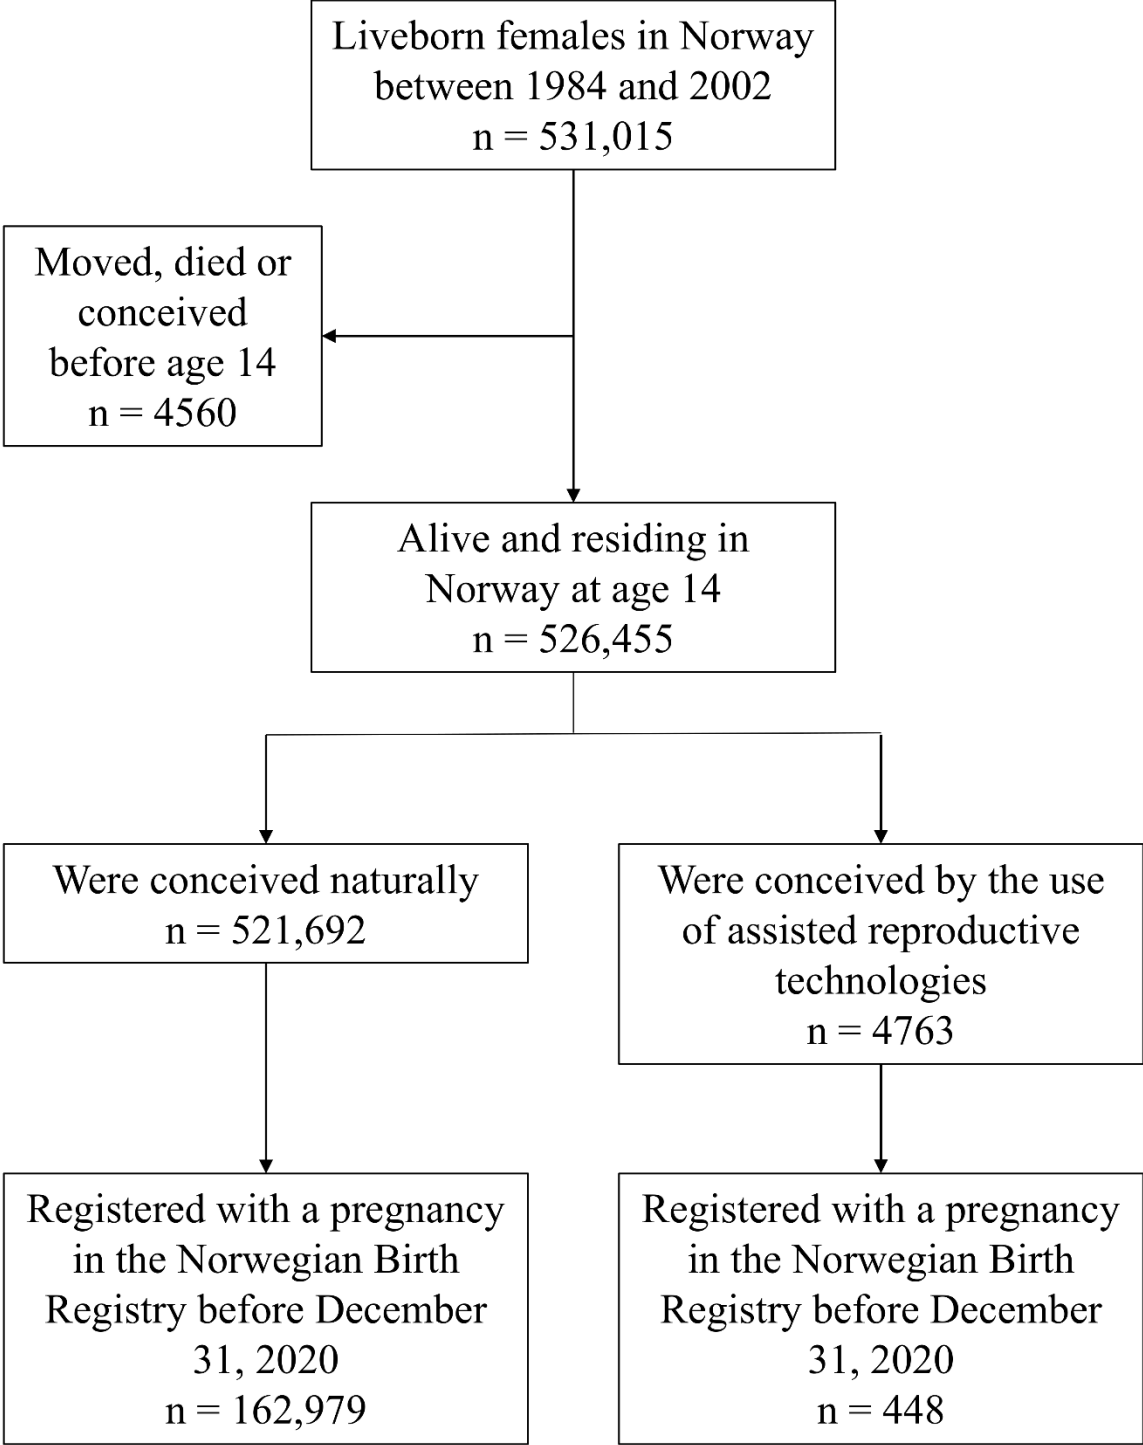 Liveborn females in Norway
between 1984 and 2002
n = 531,015
Moved, died or
conceived
before age 14
n = 4560
Alive and residing in
Norway at age 14
n = 526,455
Were conceived naturally
n = 521,692
Were conceived by the use
of assisted reproductive
technologies
n = 4763
Registered with a pregnancy
in the Norwegian Birth
Registry before December
31, 2020
n = 162,979
Registered with a pregnancy
in the Norwegian Birth
Registry before December
31, 2020
n = 448